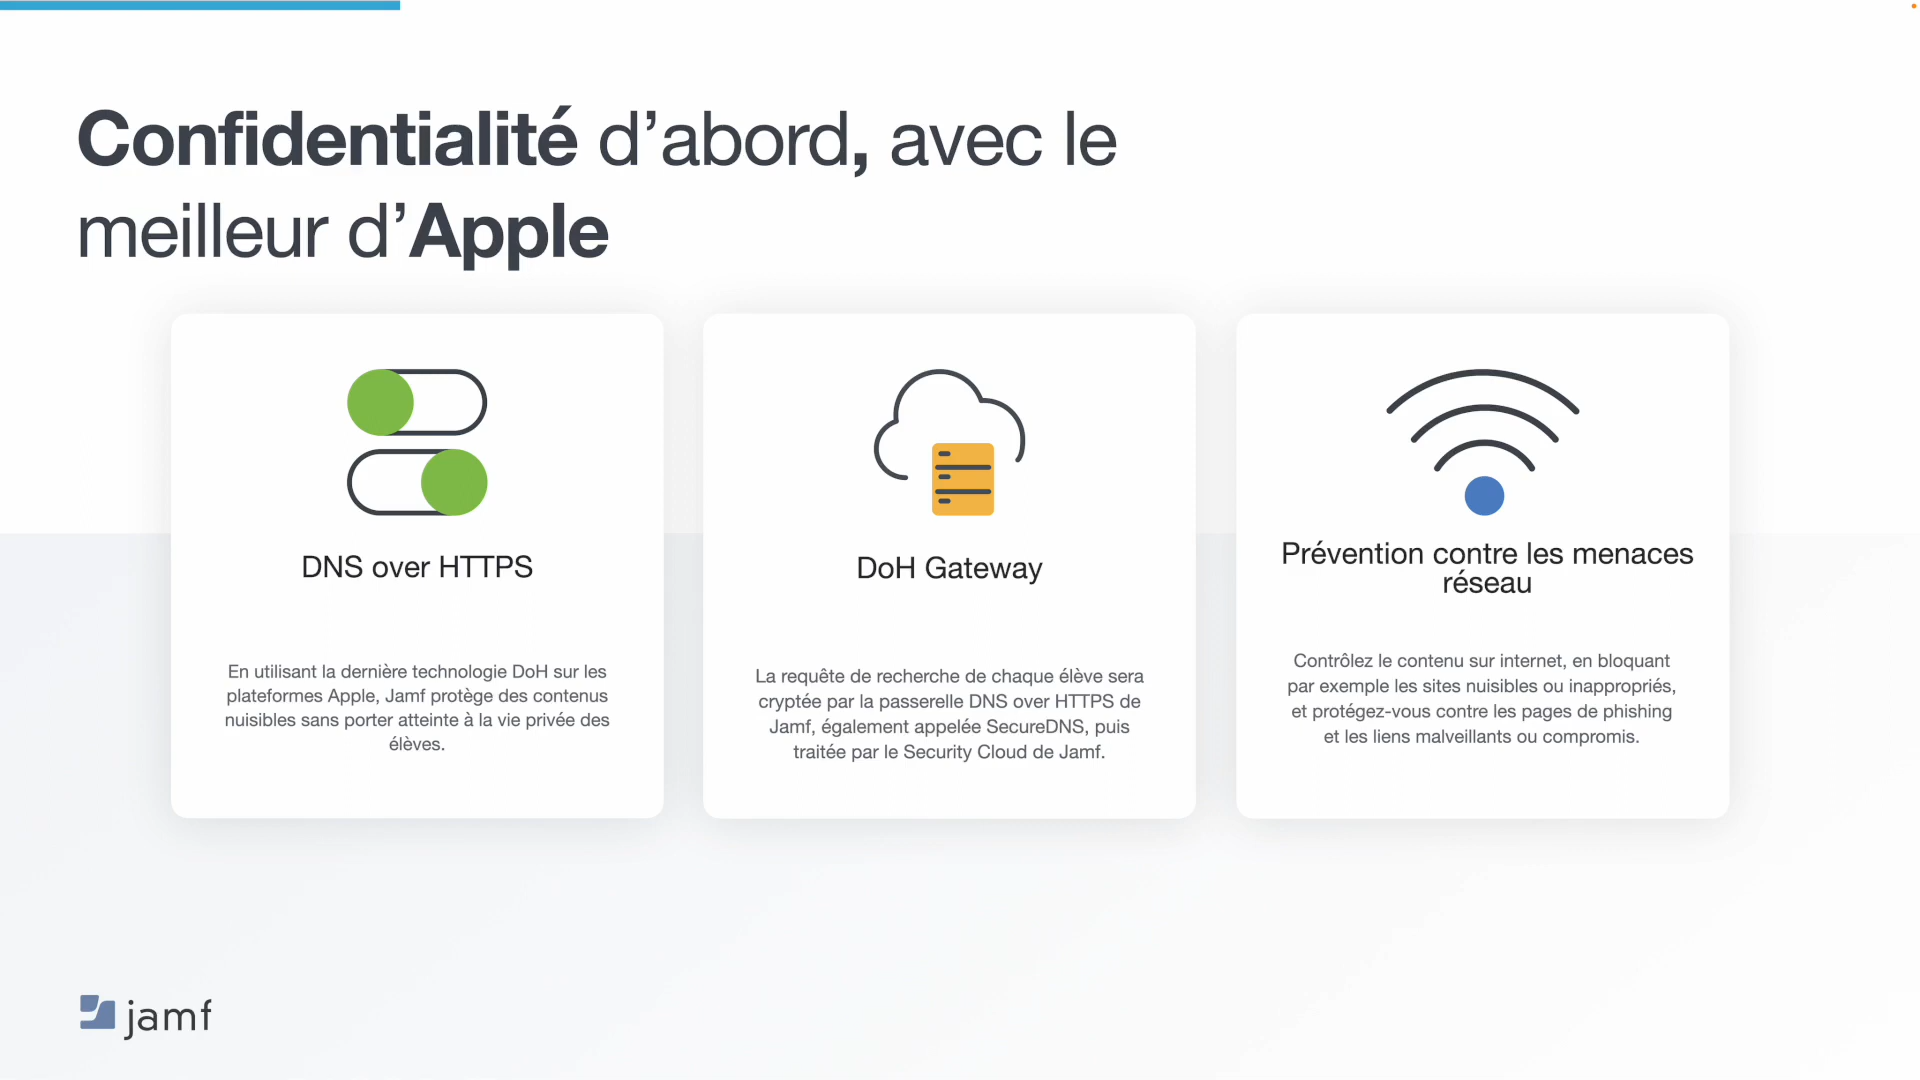 Confidentialité d’abord, avec le
meilleur d’Apple
DNS over HTTPS
En utilisant la dernière technologie DoH sur les
plateformes Apple, Jamf protège des contenus
nuisibles sans porter atteinte à la vie privée des
élèves.
DoH Gateway
La requête de recherche de chaque élève sera
cryptée par la passerelle DNS over HTTPS de
Jamf, également appelée SecureDNS, puis
traitée par le Security Cloud de Jamf.
Prévention contre les menaces
réseau
Contrôlez le contenu sur internet, en bloquant
par exemple les sites nuisibles ou inappropriés,
et protégez-vous contre les pages de phishing
et les liens malveillants ou compromis.
jamf